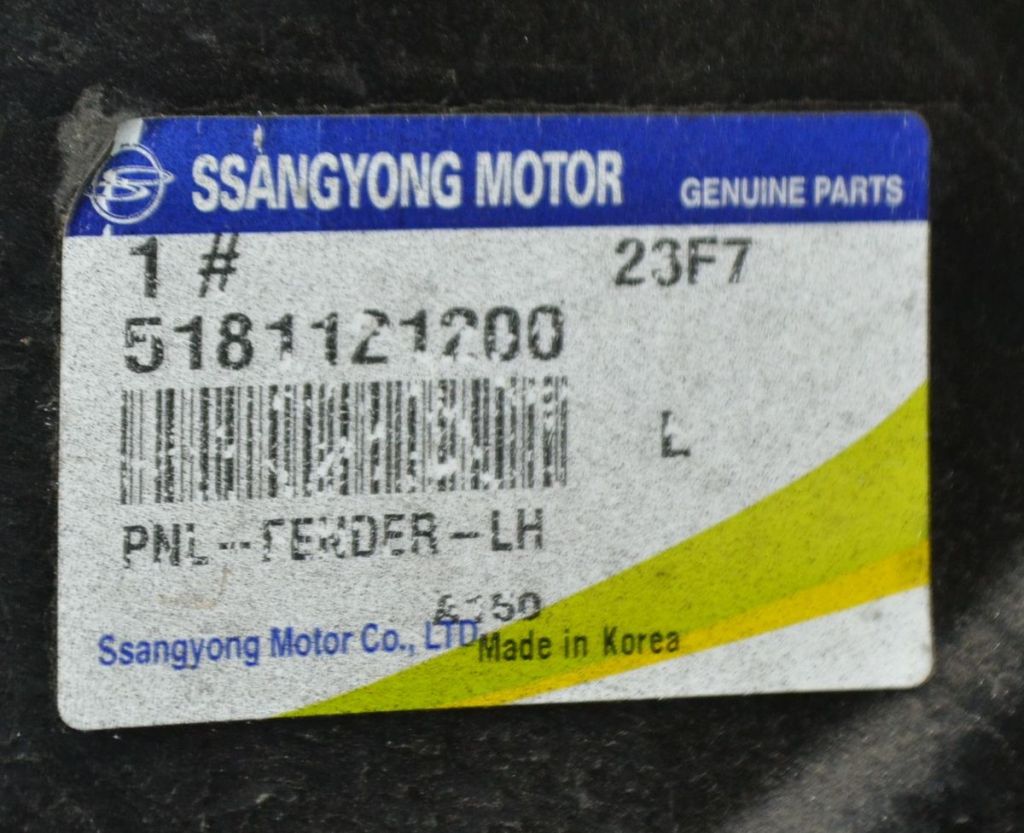 SSANGYONG MOTOR GENUINE PARTS
1 # 23F7
5181121200
L
PNL--FENDER-LH
Ssangyong Motor Co., LTD Made in Korea